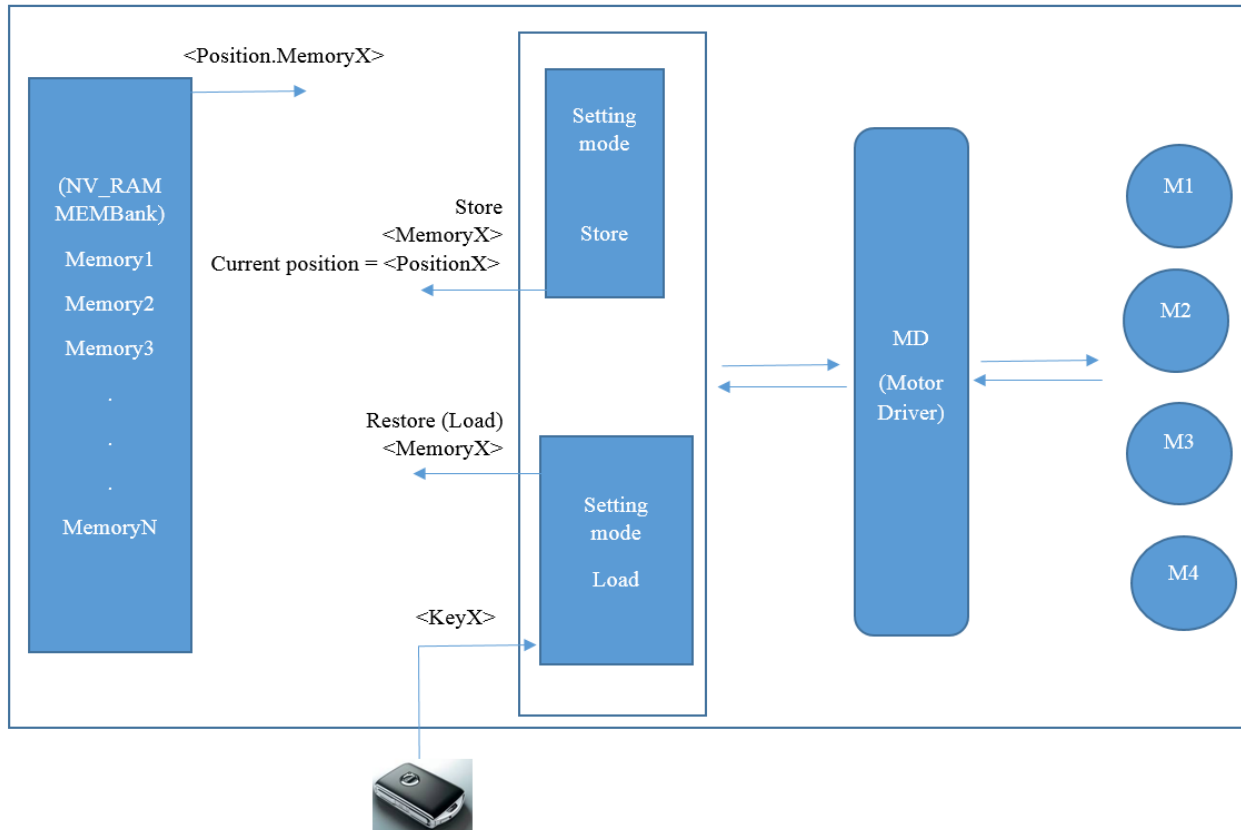 <Position.MemoryX>
(NV_RAM
MEMBank)
Memory1
Memory2
Memory3
.
.
.
MemoryN
Store
<MemoryX>
Current position = <PositionX>
Restore (Load)
<MemoryX>
<KeyX>
Setting
mode
Store
Setting
mode
Load
MD
(Motor
Driver)
M1
M2
M3
M4